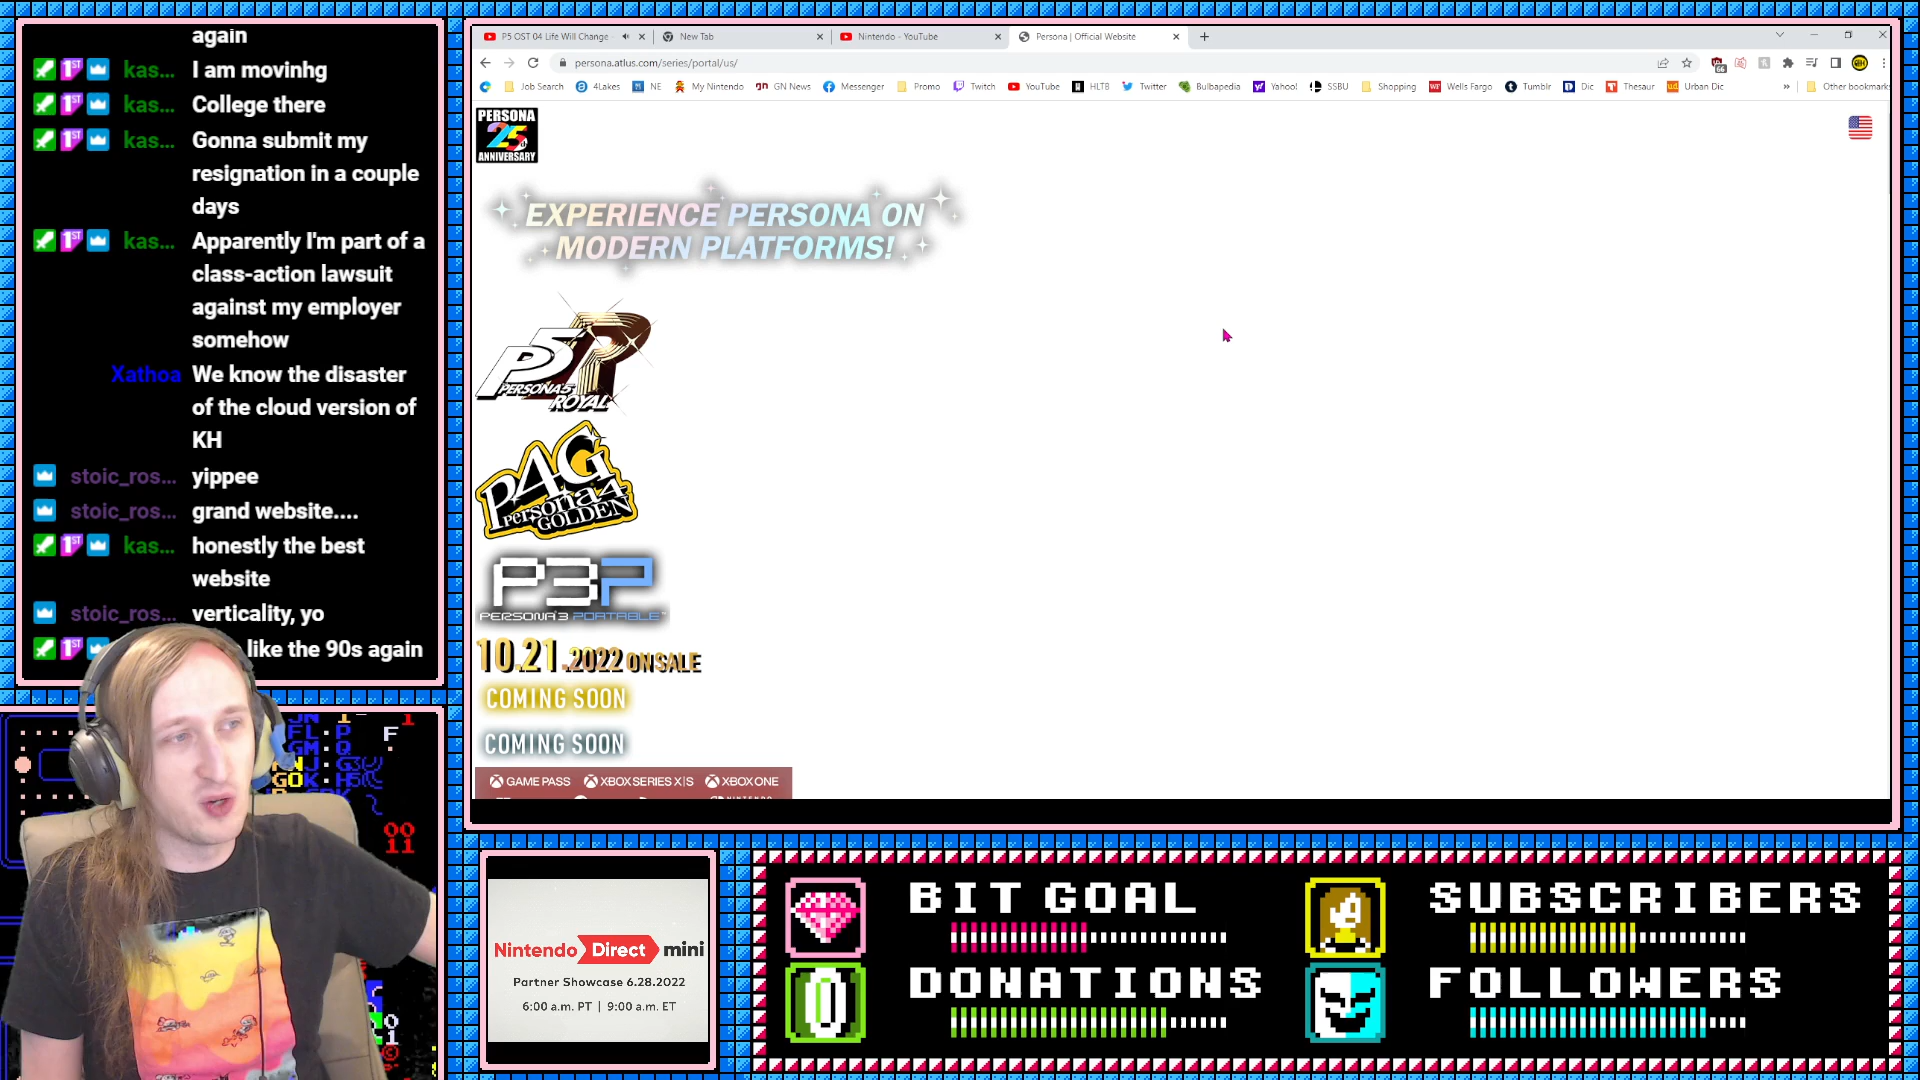 again
kas... I am movinhg
kas... College there
kas... Gonna submit my
resignation in a couple
days
kas... Apparently I'm part of a
class-action lawsuit
against my employer
somehow
Xathoa We know the disaster
of the cloud version of
KH
stoic_ros... yippee
stoic_ros... grand website....
kas... honestly the best
website
stoic_ros... verticality, yo
like the 90s again
P5 OST 04 Life Will Change
New Tab
Nintendo - YouTube
Persona | Official Website
persona.atlus.com/series/portal/us/
Job Search 4Lakes NE My Nintendo GN News Messenger Promo Twitch YouTube HLTB Twitter Bulbapedia Yahoo! SSBU Shopping Wells Fargo Tumblr Dic Thesaur Urban Dic » Other bookmark
PERSONA
25th
ANNIVERSARY
EXPERIENCE PERSONA ON
MODERN PLATFORMS!
P5R
PERSONA5
ROYAL
P4G
Persona4
GOLDEN
P3P
PERSONA3 PORTABLE
10.21.2022 ON SALE
COMING SOON
COMING SOON
GAME PASS XBOX SERIES X|S XBOX ONE
Nintendo Direct mini
Partner Showcase 6.28.2022
6:00 a.m. PT | 9:00 a.m. ET
BIT GOAL
SUBSCRIBERS
DONATIONS
FOLLOWERS